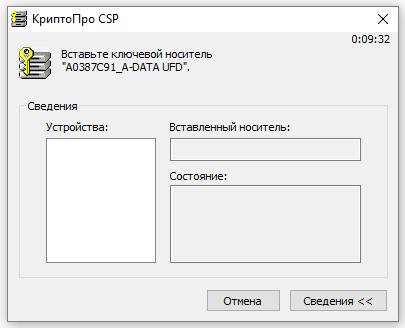 КриптоПро CSP
0:09:32
Вставьте ключевой носитель
"A0387C91_A-DATA UFD".
Сведения
Устройства:
Вставленный носитель:
Состояние:
Отмена
Сведения <<